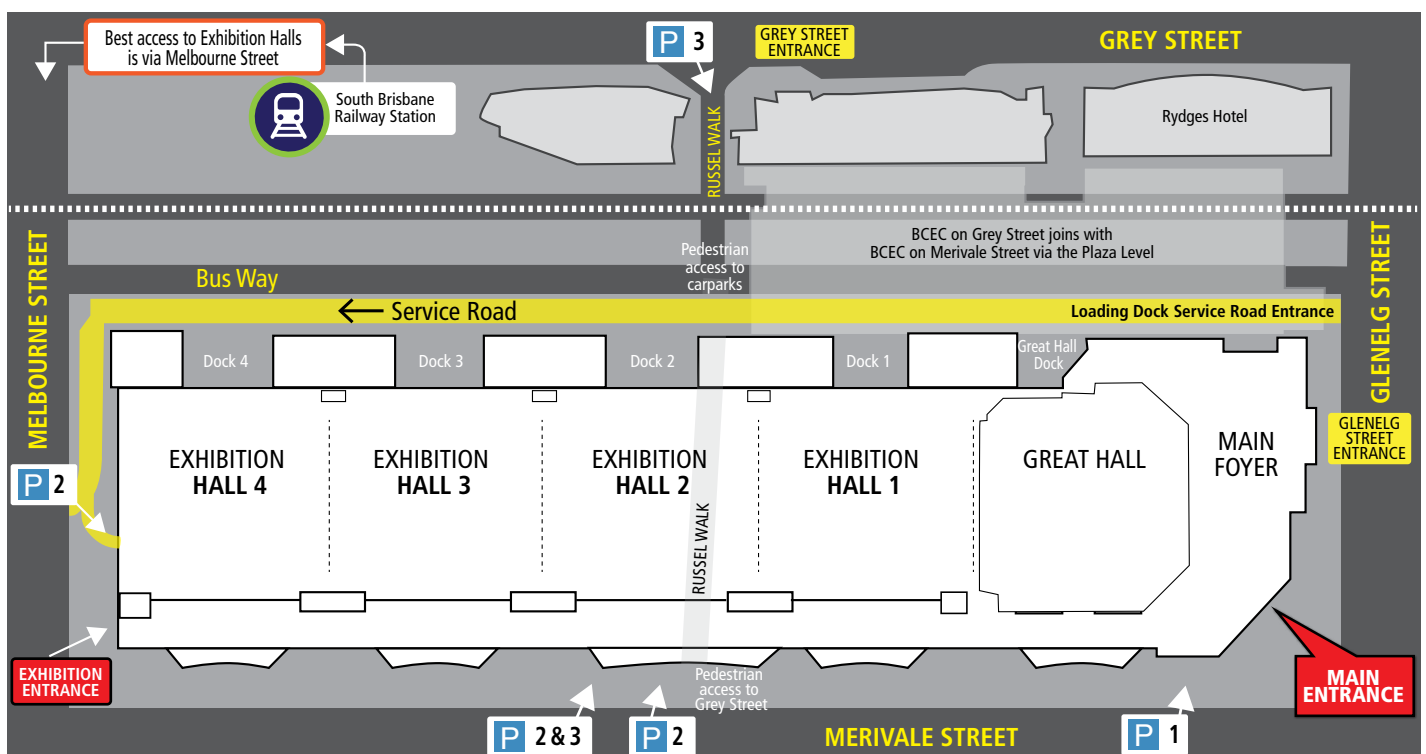 Best access to Exhibition Halls
is via Melbourne Street
South Brisbane
Railway Station
P 3
GREY STREET
ENTRANCE
GREY STREET
RUSSEL WALK
Rydges Hotel
MELBOURNE STREET
Bus Way
Pedestrian
access to
carparks
BCEC on Grey Street joins with
BCEC on Merivale Street via the Plaza Level
GLENELG STREET
Service Road
Loading Dock Service Road Entrance
Dock 4
Dock 3
Dock 2
Dock 1
Great Hall
Dock
EXHIBITION
HALL 4
EXHIBITION
HALL 3
EXHIBITION
HALL 2
EXHIBITION
HALL 1
GREAT HALL
MAIN
FOYER
GLENELG
STREET
ENTRANCE
P 2
RUSSEL WALK
EXHIBITION
ENTRANCE
Pedestrian
access to
Grey Street
MAIN
ENTRANCE
P 2 & 3
P 2
MERIVALE STREET
P 1